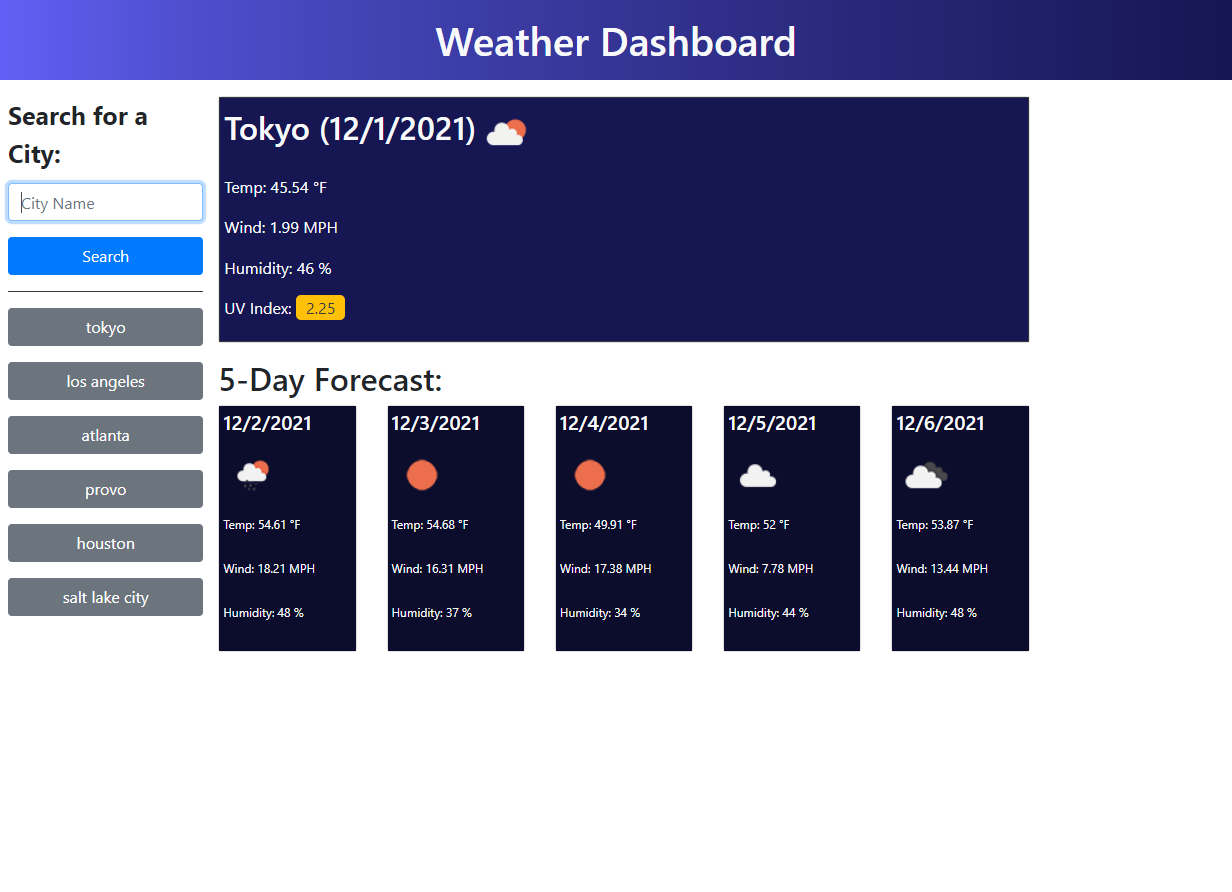 Weather Dashboard
Search for a
City:
City Name
Search
tokyo
los angeles
atlanta
provo
houston
salt lake city
Tokyo (12/1/2021)
Temp: 45.54 °F
Wind: 1.99 MPH
Humidity: 46 %
UV Index: 2.25
5-Day Forecast:
12/2/2021
Temp: 54.61 °F
Wind: 18.21 MPH
Humidity: 48 %
12/3/2021
Temp: 54.68 °F
Wind: 16.31 MPH
Humidity: 37 %
12/4/2021
Temp: 49.91 °F
Wind: 17.38 MPH
Humidity: 34 %
12/5/2021
Temp: 52 °F
Wind: 7.78 MPH
Humidity: 44 %
12/6/2021
Temp: 53.87 °F
Wind: 13.44 MPH
Humidity: 48 %